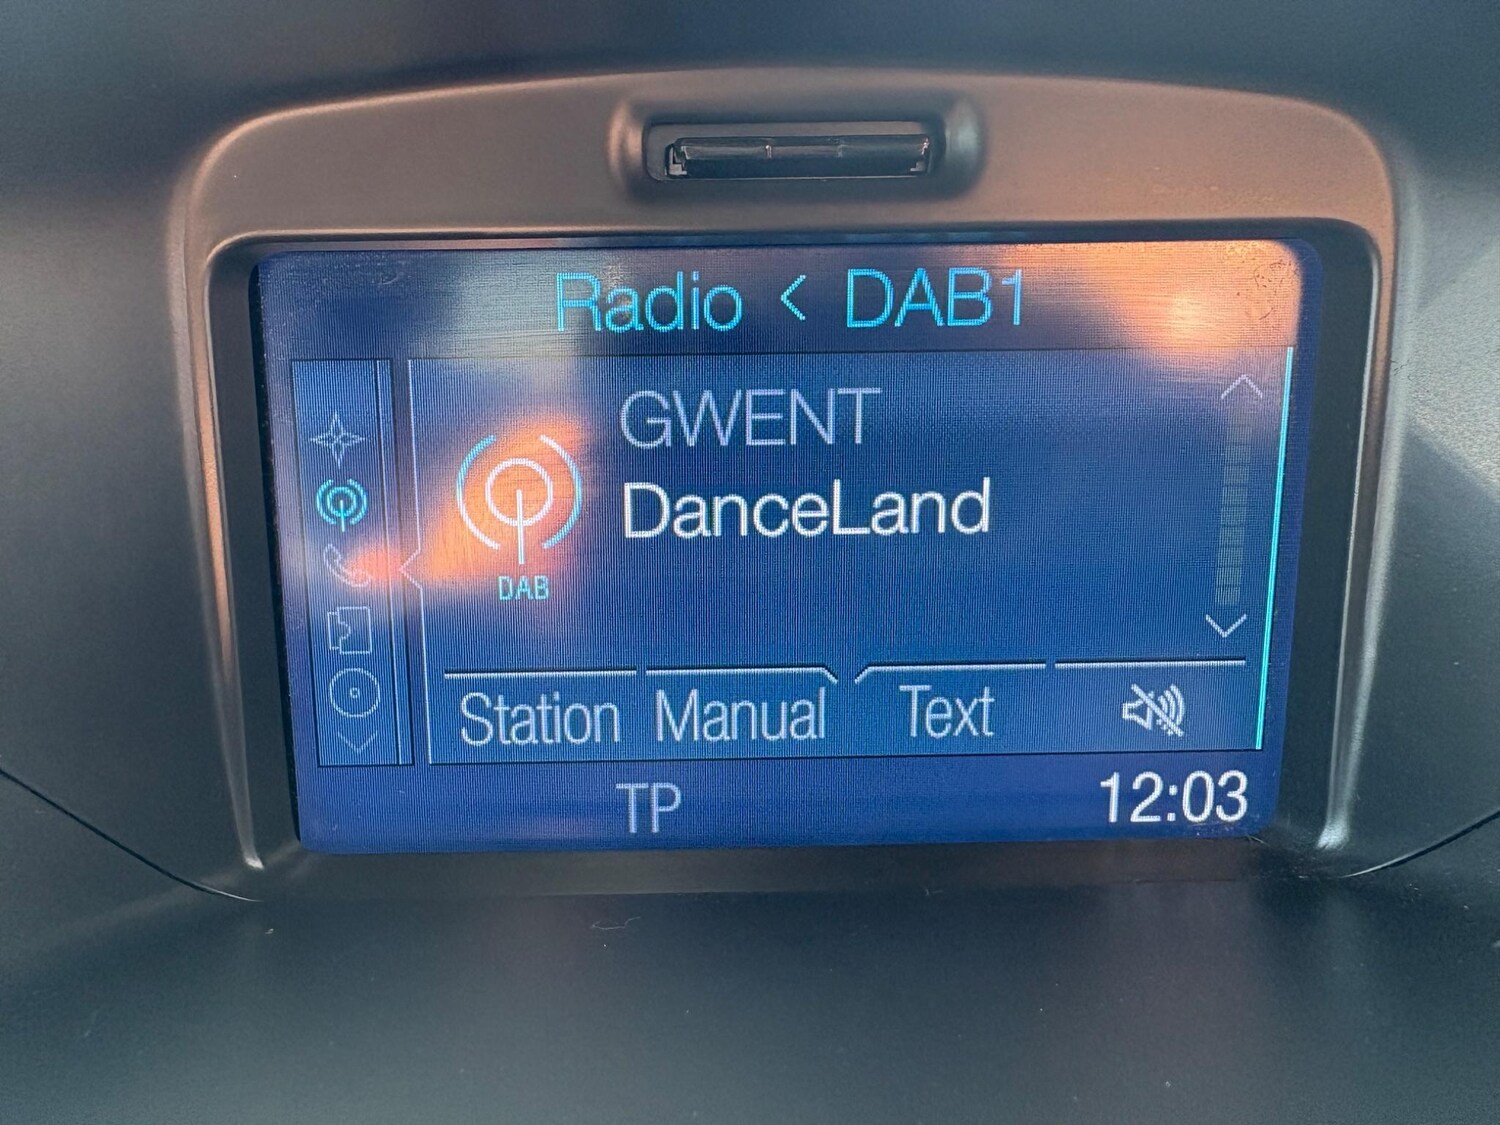 Radio < DAB1
GWENT
DanceLand
DAB
Station Manual Text
TP 12:03